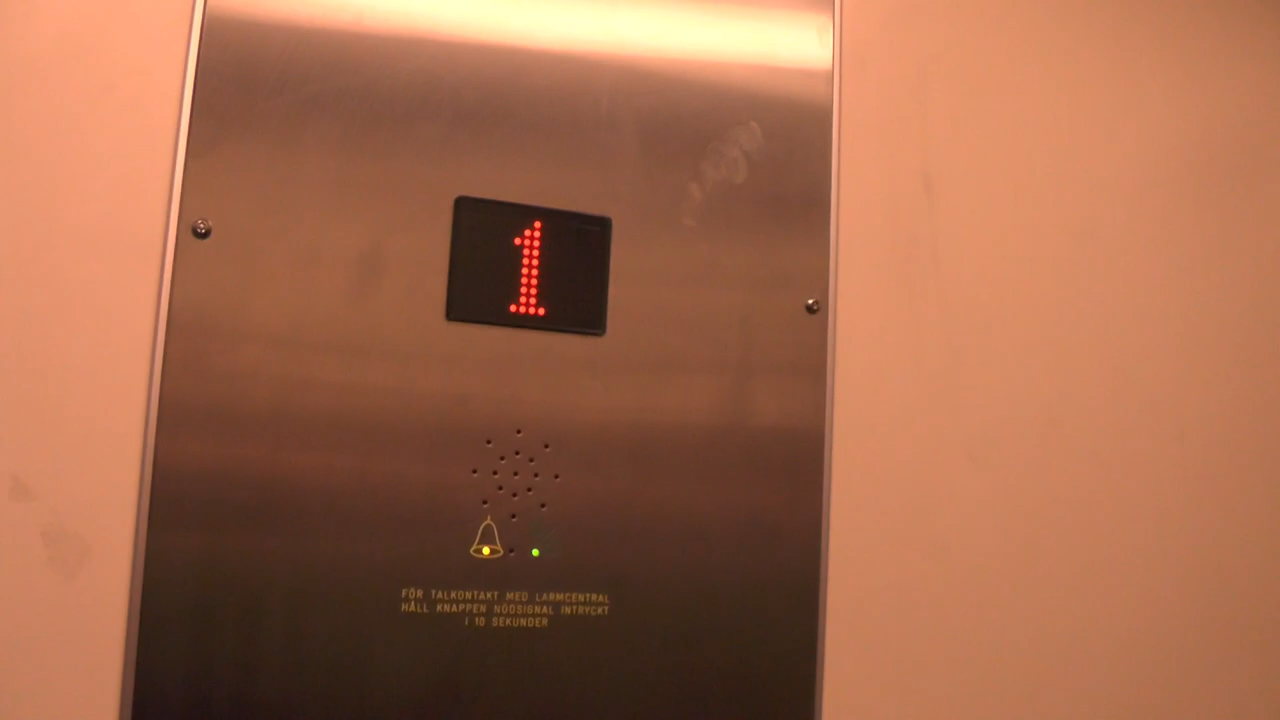 1
FÖR TALKONTAKT MED LARMCENTRAL
HÅLL KNAPPEN NÖDSIGNAL INTRYCKT
I 10 SEKUNDER